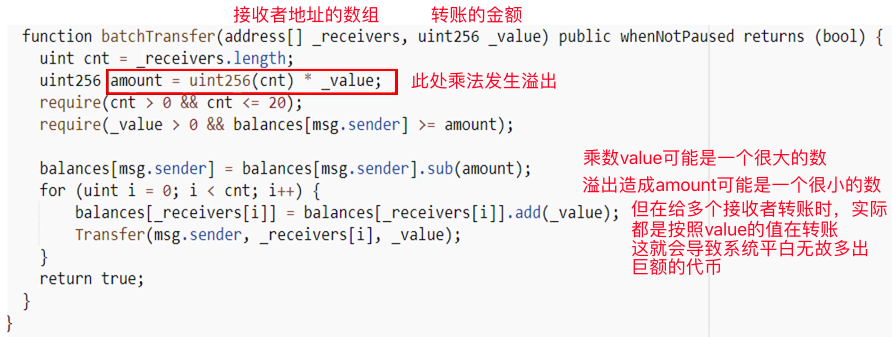 接收者地址的数组 转账的金额
function batchTransfer(address[] _receivers, uint256 _value) public whenNotPaused returns (bool) {
uint cnt = _receivers.length;
uint256 amount = uint256(cnt) * _value; 此处乘法发生溢出
require(cnt > 0 && cnt <= 20);
require(_value > 0 && balances[msg.sender] >= amount);
balances[msg.sender] = balances[msg.sender].sub(amount);
for (uint i = 0; i < cnt; i++) {
balances[_receivers[i]] = balances[_receivers[i]].add(_value);
Transfer(msg.sender, _receivers[i], _value);
}
return true;
}
}
乘数value可能是一个很大的数
溢出造成amount可能是一个很小的数
但在给多个接收者转账时，实际
都是按照value的值在转账
这就会导致系统平白无故多出
巨额的代币